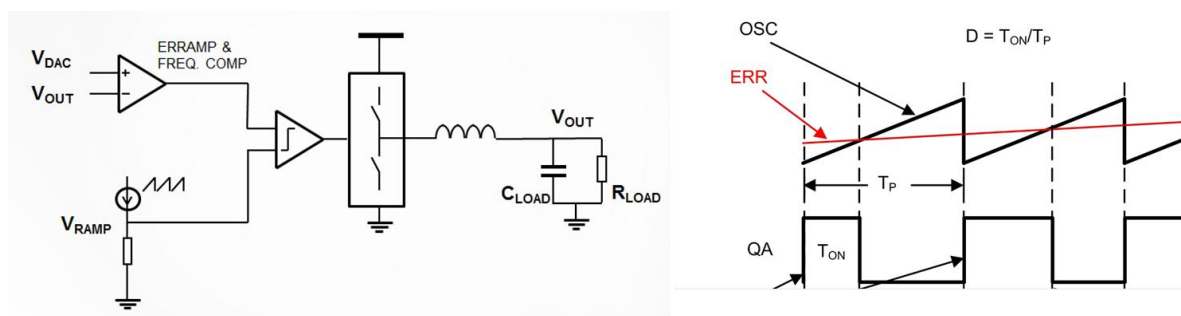 ERRAMP &
FREQ. COMP
VDAC
VOUT
VRAMP
VOUT
CLOAD
RLOAD
OSC
D = TON/TP
ERR
TP
QA
TON